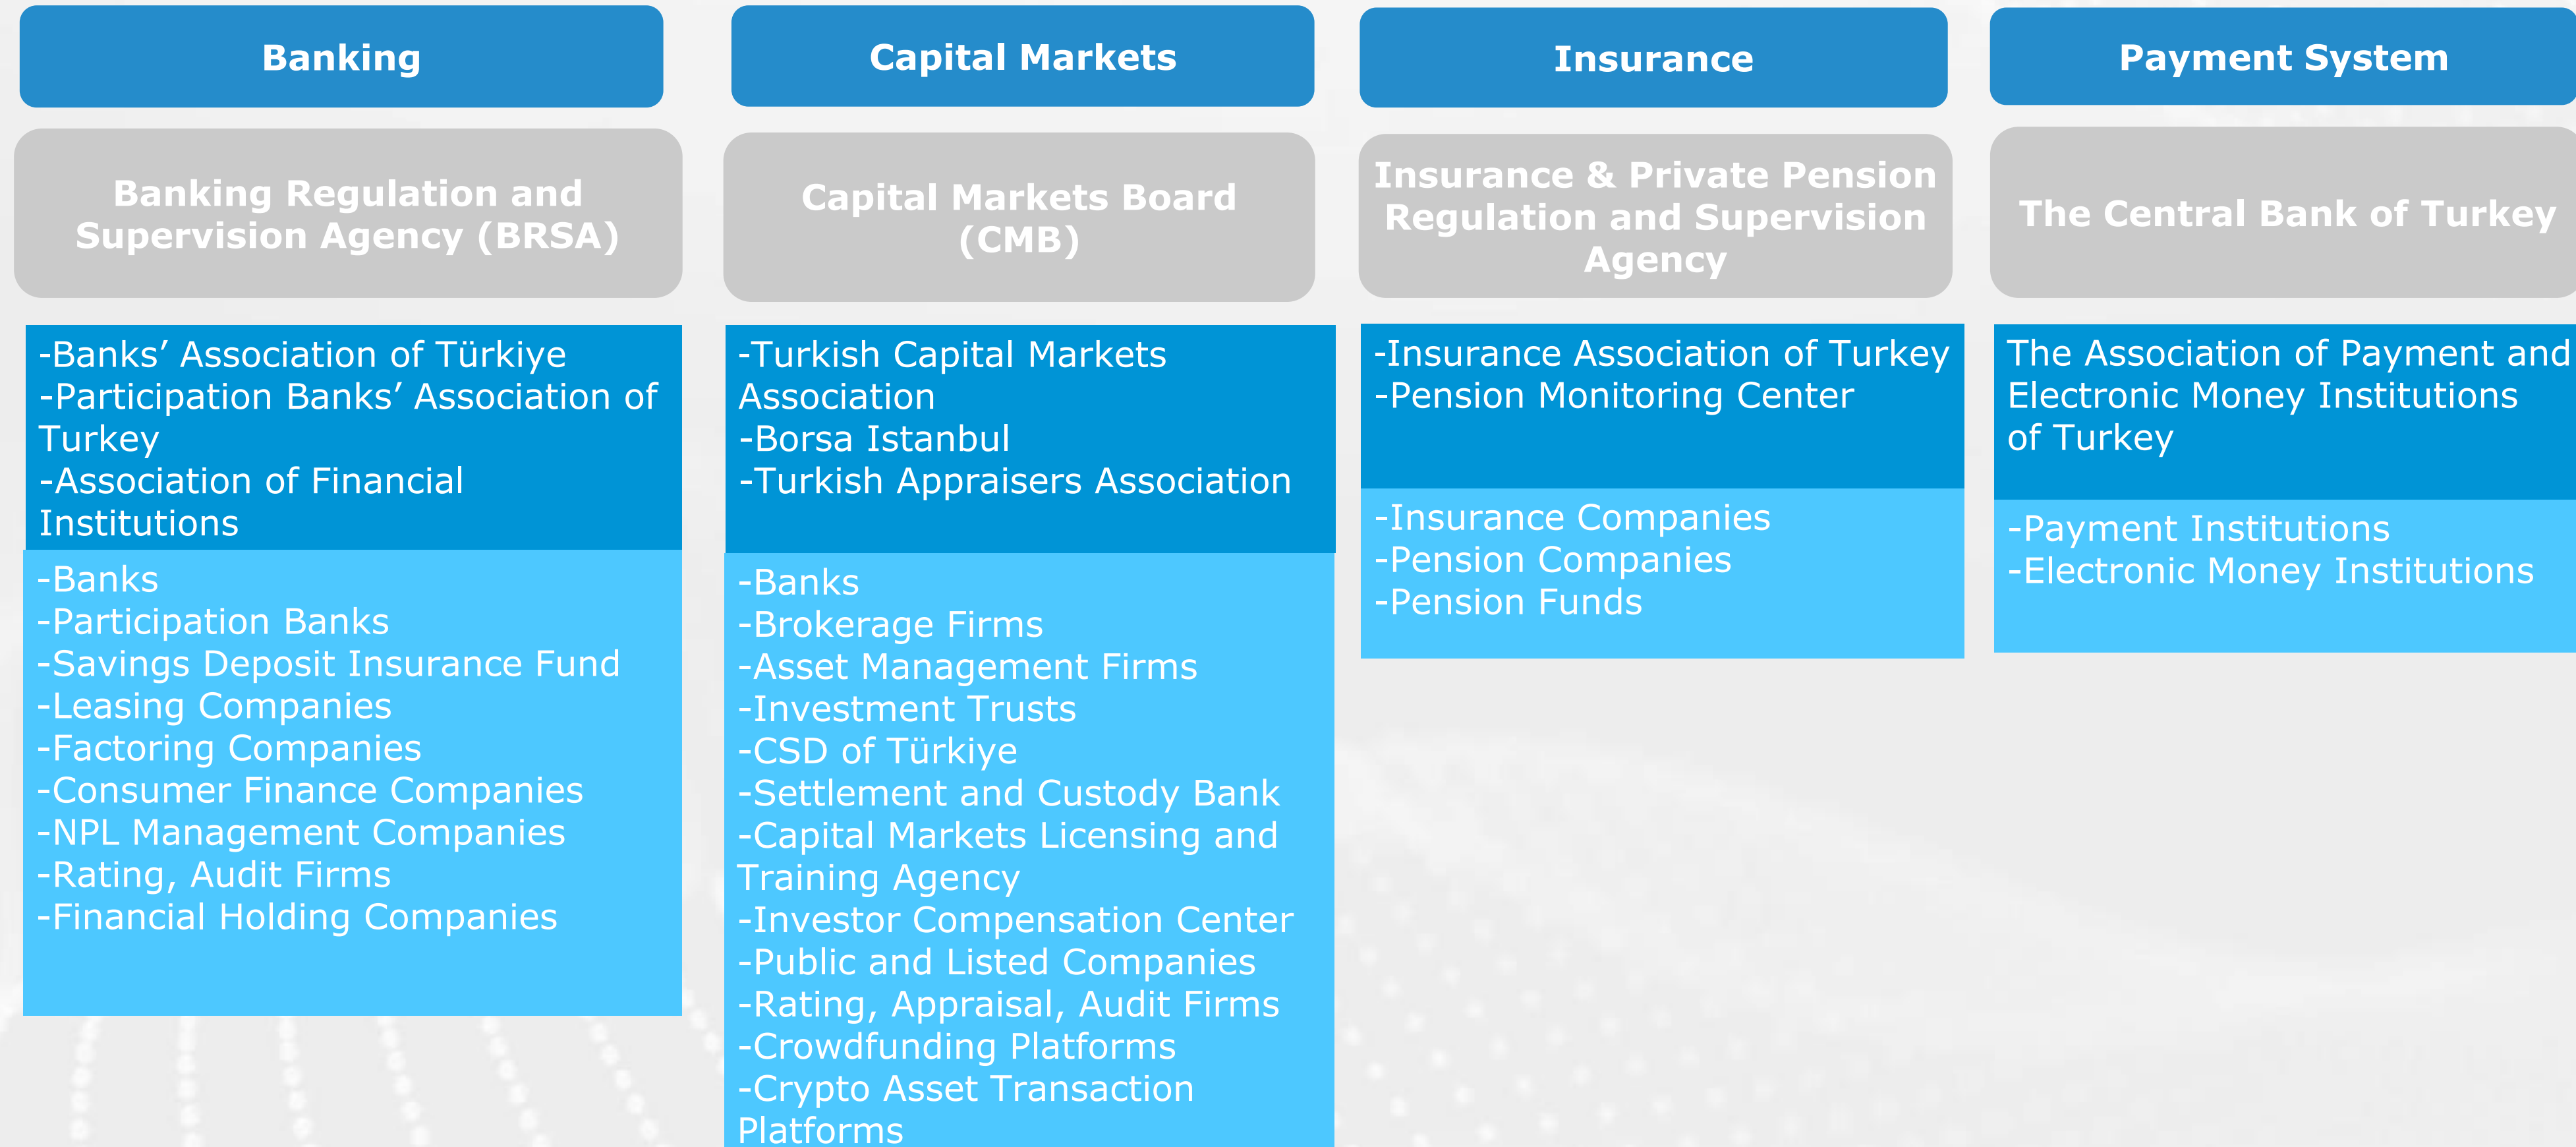 Banking
Banking Regulation and
Supervision Agency (BRSA)
-Banks’ Association of Türkiye
-Participation Banks’ Association of
Turkey
-Association of Financial
Institutions
-Banks
-Participation Banks
-Savings Deposit Insurance Fund
-Leasing Companies
-Factoring Companies
-Consumer Finance Companies
-NPL Management Companies
-Rating, Audit Firms
-Financial Holding Companies
Capital Markets
Capital Markets Board
(CMB)
-Turkish Capital Markets
Association
-Borsa Istanbul
-Turkish Appraisers Association
-Banks
-Brokerage Firms
-Asset Management Firms
-Investment Trusts
-CSD of Türkiye
-Settlement and Custody Bank
-Capital Markets Licensing and
Training Agency
-Investor Compensation Center
-Public and Listed Companies
-Rating, Appraisal, Audit Firms
-Crowdfunding Platforms
-Crypto Asset Transaction
Platforms
Insurance
Insurance & Private Pension
Regulation and Supervision
Agency
-Insurance Association of Turkey
-Pension Monitoring Center
-Insurance Companies
-Pension Companies
-Pension Funds
Payment System
The Central Bank of Turkey
The Association of Payment and
Electronic Money Institutions
of Turkey
-Payment Institutions
-Electronic Money Institutions